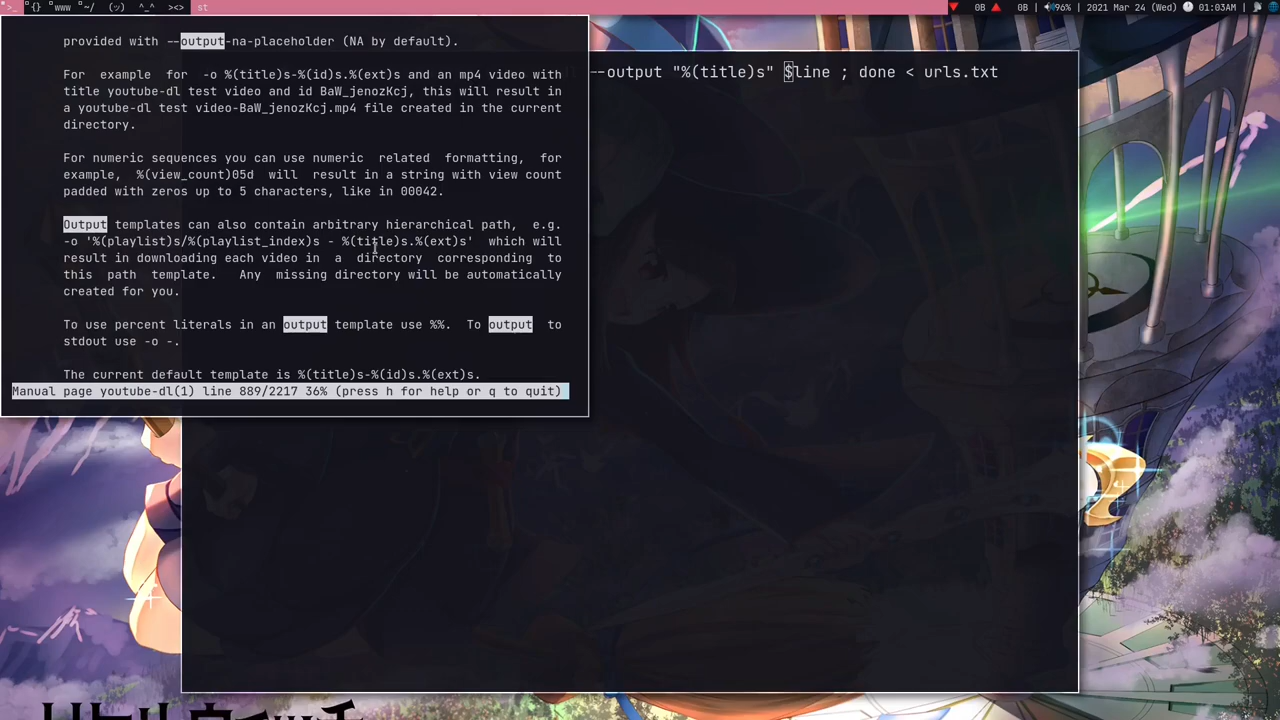 >_ {} "www "~/ (ッ) ^_^ ><> st 0B 0B 96% 2021 Mar 24 (Wed) 01:03AM
provided with --output-na-placeholder (NA by default).
For example for -o %(title)s-%(id)s.%(ext)s and an mp4 video with
title youtube-dl test video and id BaW_jenozKcj, this will result in
a youtube-dl test video-BaW_jenozKcj.mp4 file created in the current
directory.
For numeric sequences you can use numeric related formatting, for
example, %(view_count)05d will result in a string with view count
padded with zeros up to 5 characters, like in 00042.
Output templates can also contain arbitrary hierarchical path, e.g.
-o '%(playlist)s/%(playlist_index)s - %(title)s.%(ext)s' which will
result in downloading each video in a directory corresponding to
this path template. Any missing directory will be automatically
created for you.
To use percent literals in an output template use %%. To output to
stdout use -o -.
The current default template is %(title)s-%(id)s.%(ext)s.
Manual page youtube-dl(1) line 889/2217 36% (press h for help or q to quit)
--output "%(title)s" $line ; done < urls.txt